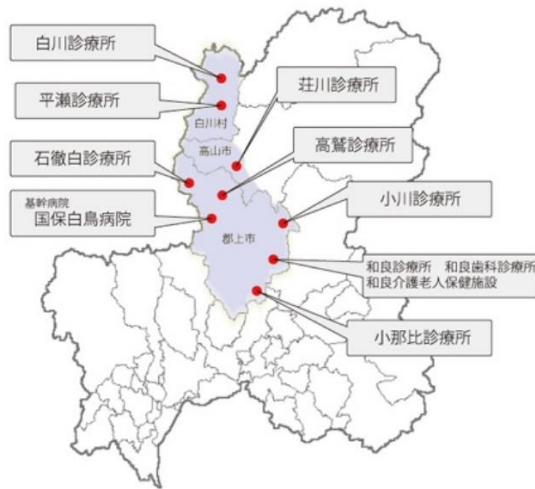 白川診療所
平瀬診療所
荘川診療所
白川村
高山市
高鷲診療所
石徹白診療所
基幹病院
国保白鳥病院
小川診療所
郡上市
和良診療所　和良歯科診療所
和良介護老人保健施設
小那比診療所